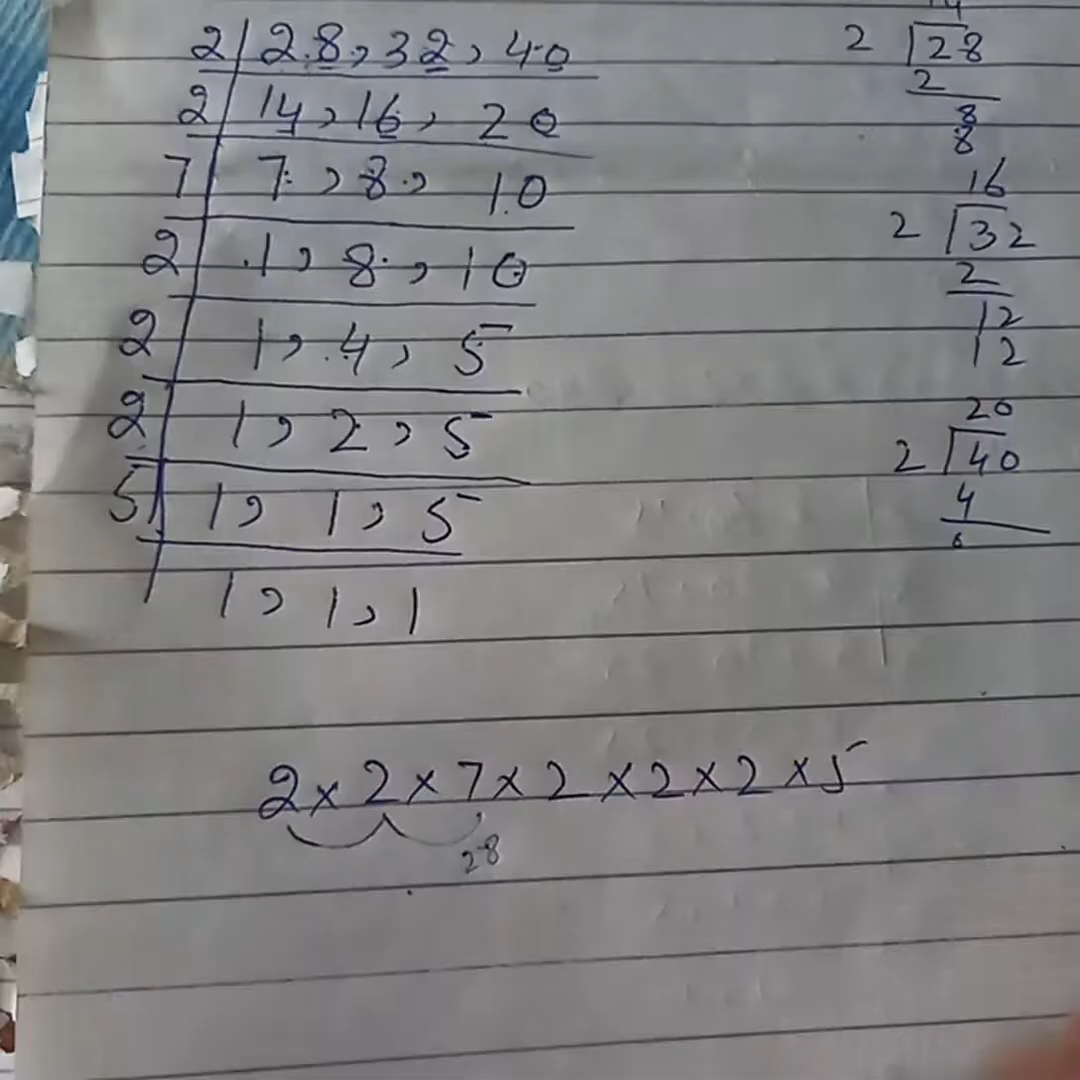 2 | 28, 32, 40
2 | 14, 16, 20
7 | 7, 8, 10
2 | 1, 8, 10
2 | 1, 4, 5
2 | 1, 2, 5
5 | 1, 1, 5
1, 1, 1
2 × 2 × 7 × 2 × 2 × 2 × 5
28
14
2 28
2
8
8
16
2 32
2
12
12
20
2 40
4
0